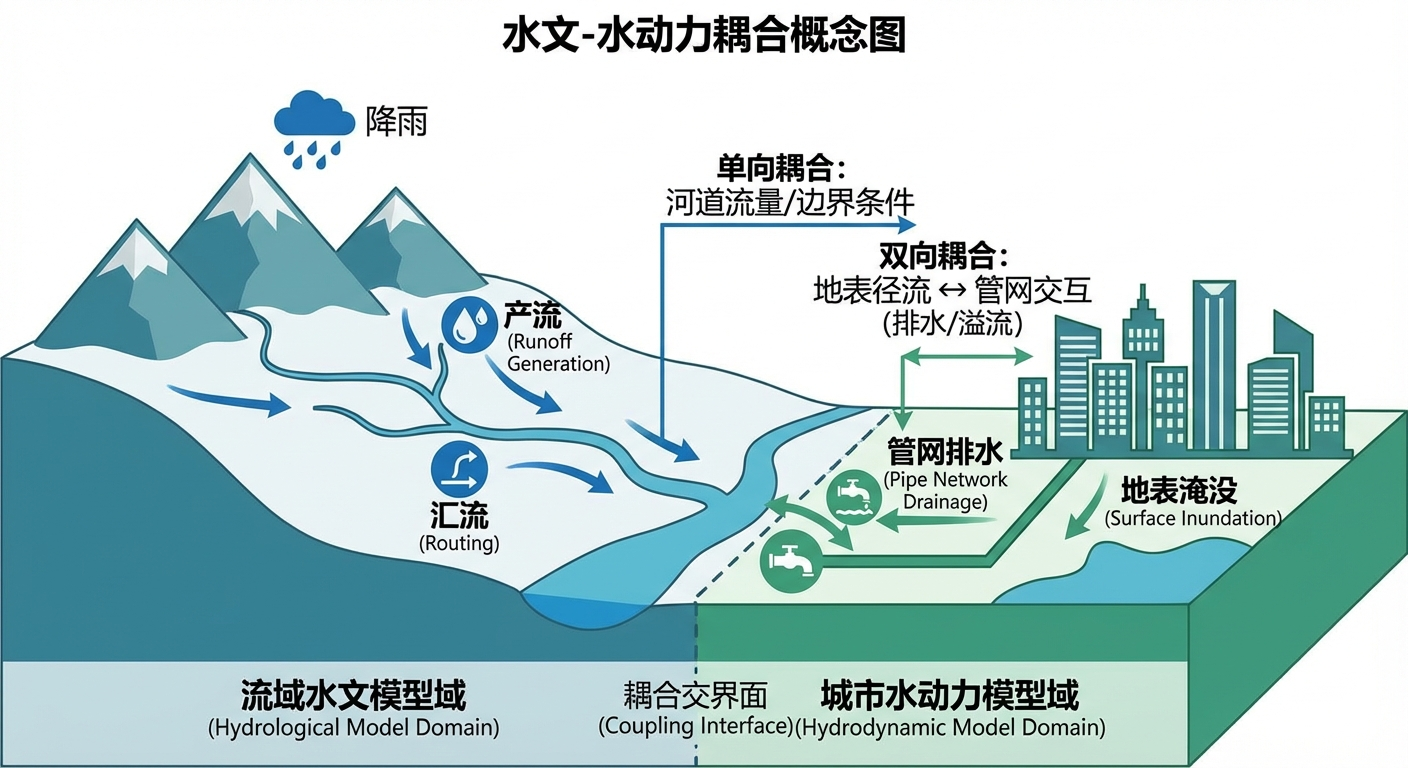 水文-水动力耦合概念图
降雨
单向耦合：
河道流量/边界条件
双向耦合：
地表径流 ↔ 管网交互
(排水/溢流)
产流
(Runoff
Generation)
汇流
(Routing)
管网排水
(Pipe Network
Drainage)
地表淹没
(Surface Inundation)
流域水文模型域
(Hydrological Model Domain)
耦合交界面
(Coupling Interface)
城市水动力模型域
(Hydrodynamic Model Domain)